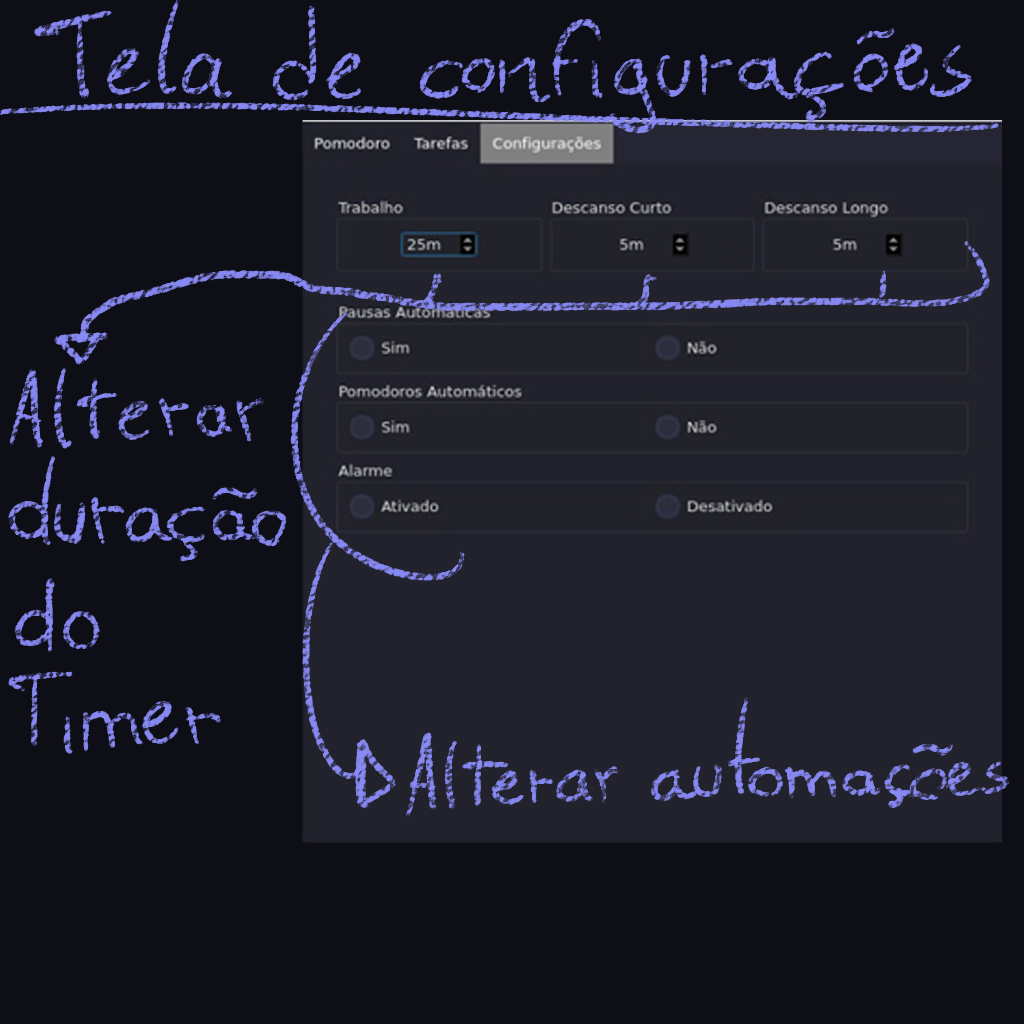 Tela de configurações
Pomodoro Tarefas Configurações
Trabalho Descanso Curto Descanso Longo
25m 5m 5m
Pausas Automáticas
Sim Não
Pomodoros Automáticos
Sim Não
Alarme
Ativado Desativado
Alterar
duração
do
Timer
Alterar automações